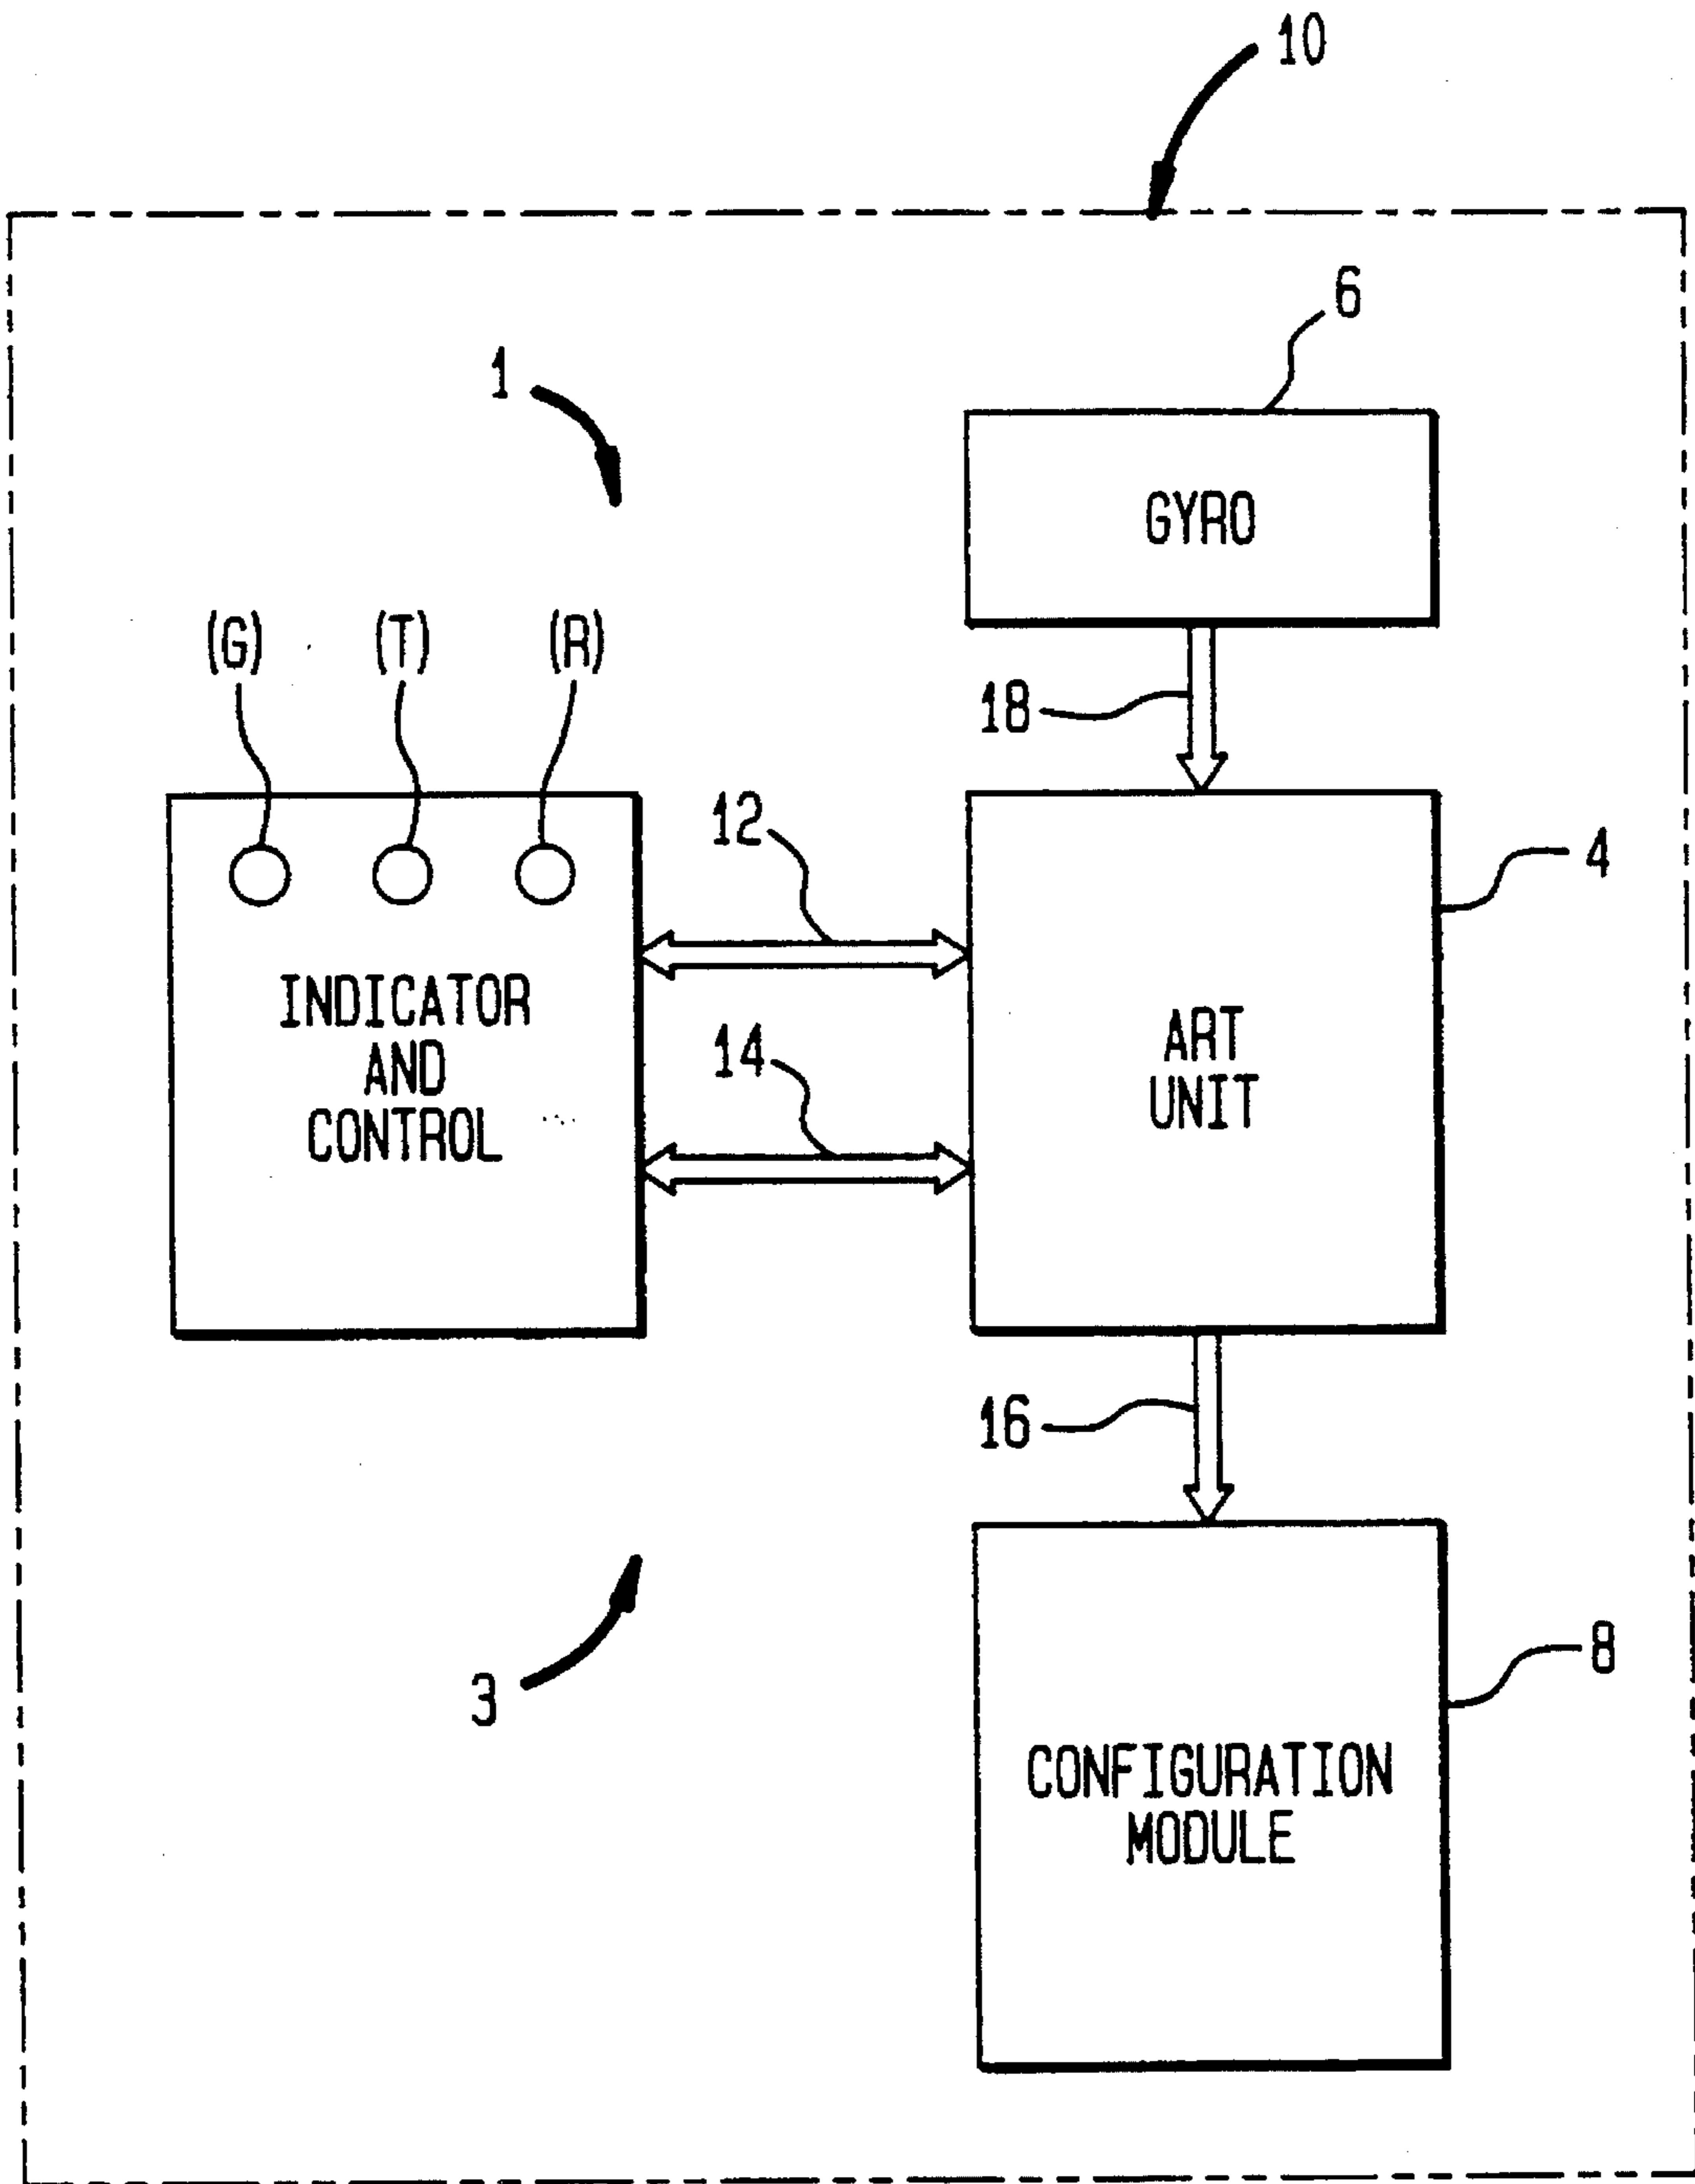 10
6
1
GYRO
(G) (T) (R)
18
12
4
INDICATOR
AND
CONTROL
14
ART
UNIT
16
8
3
CONFIGURATION
MODULE